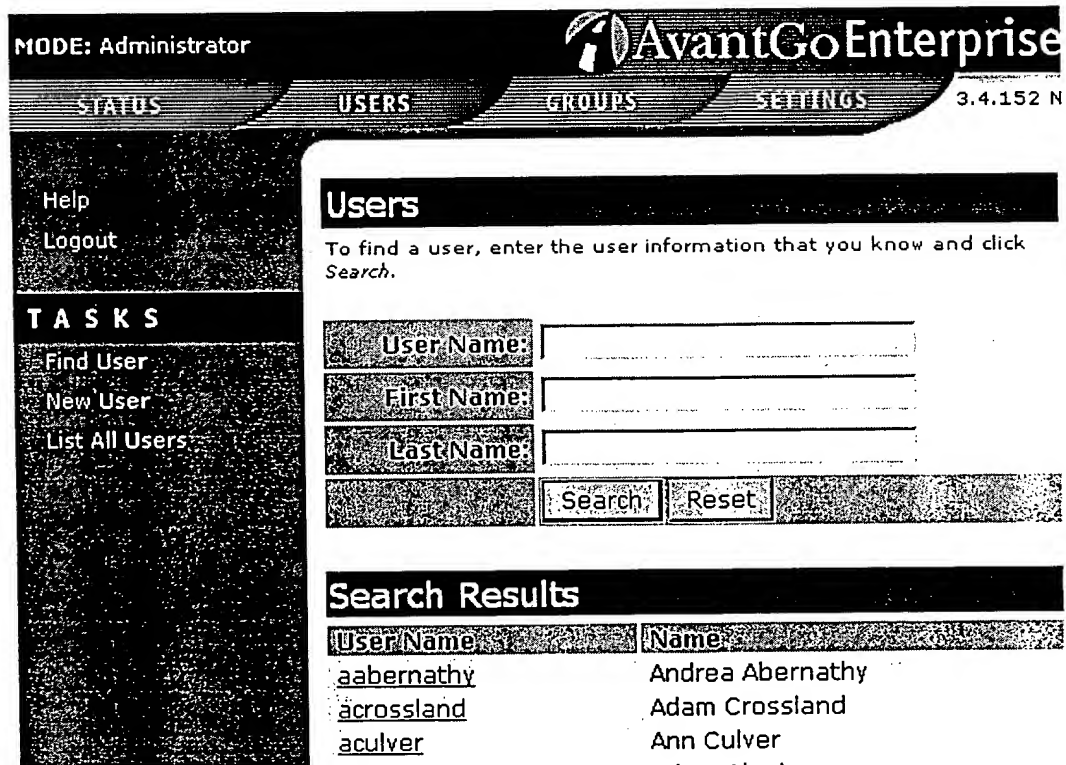 MODE: Administrator
AvantGo Enterprise
STATUS
USERS
GROUPS
SETTINGS
3.4.152 N
Help
Logout
TASKS
Find User
New User
List All Users
Users
To find a user, enter the user information that you know and click
Search.
User Name:
First Name:
Last Name:
Search
Reset
Search Results
User Name
Name
aabernathy
Andrea Abernathy
acrossland
Adam Crossland
aculver
Ann Culver